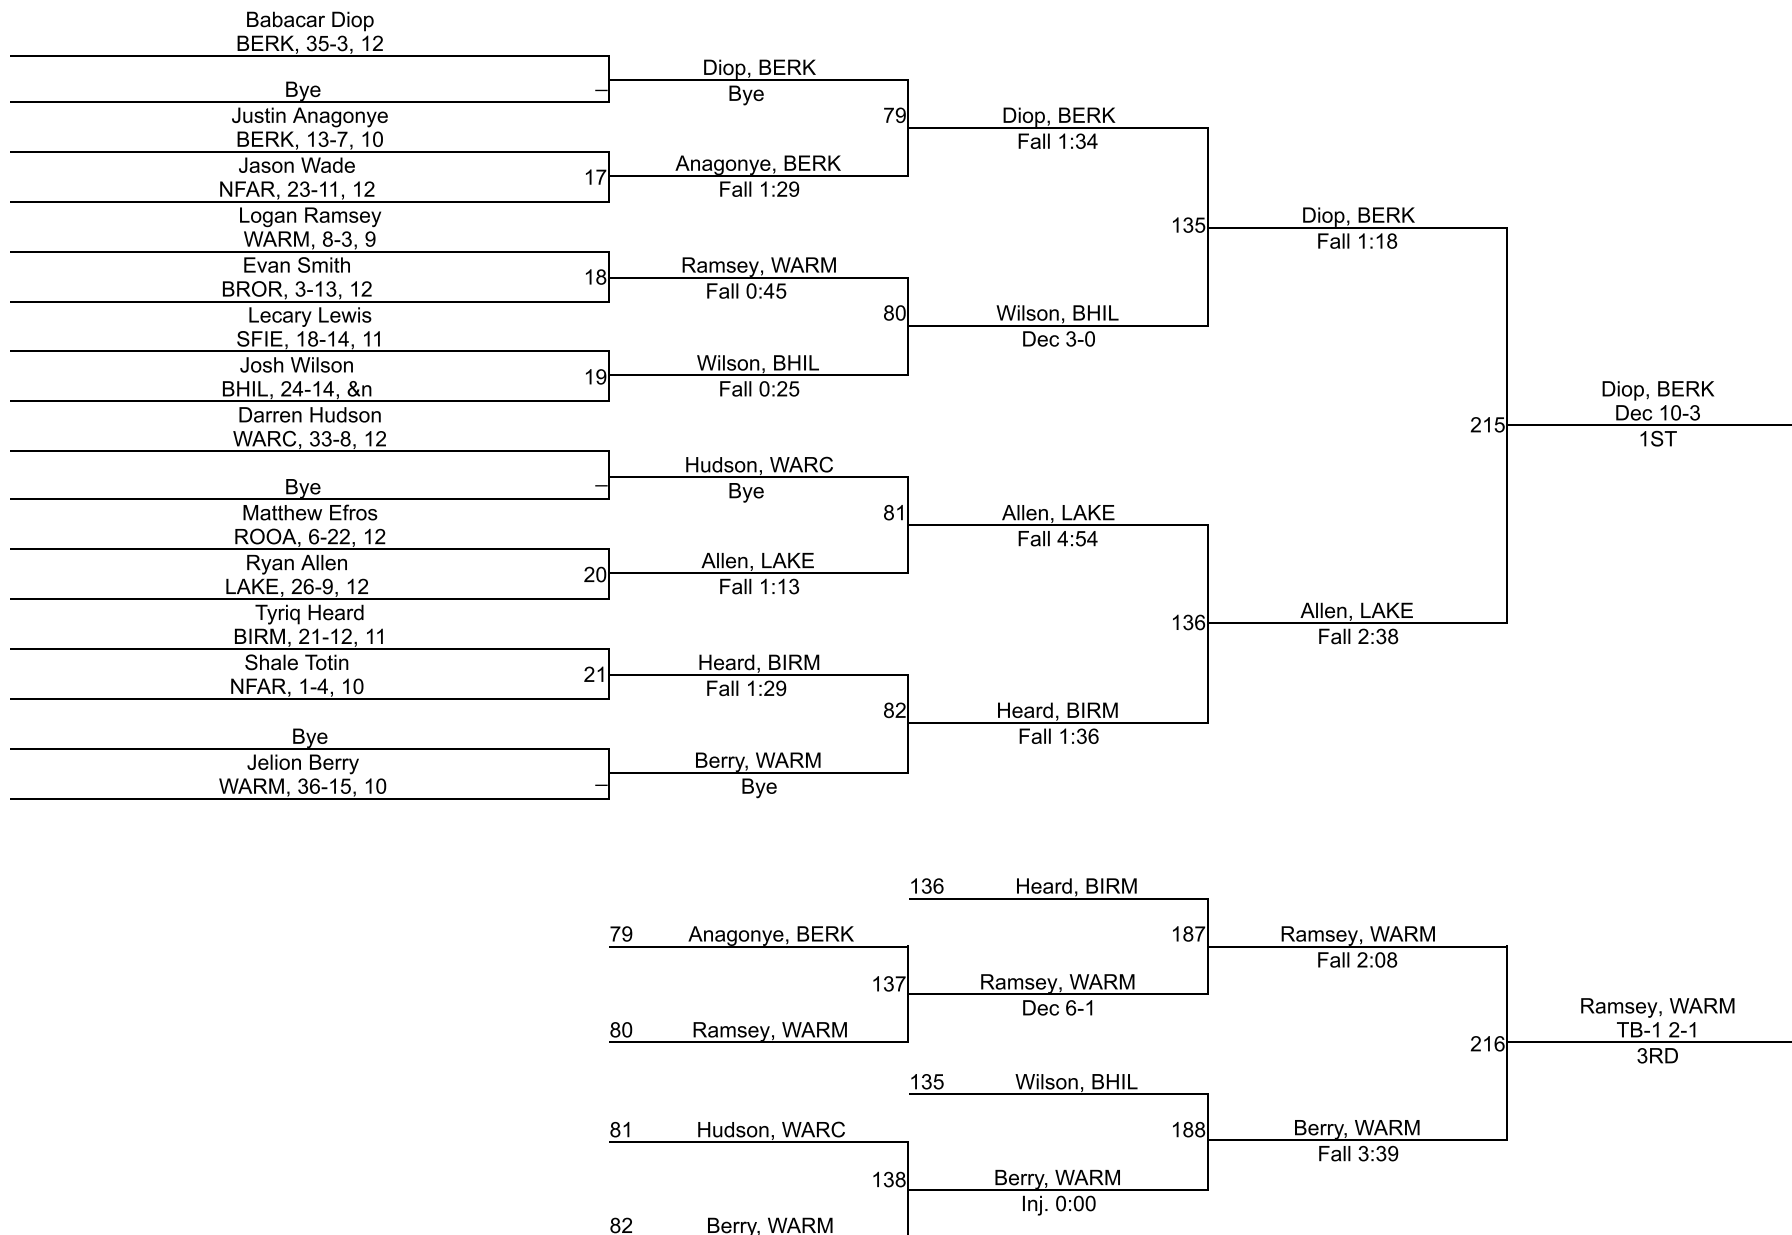 Babacar Diop
BERK, 35-3, 12
Bye
–
Justin Anagonye
BERK, 13-7, 10
Jason Wade
NFAR, 23-11, 12
17
Logan Ramsey
WARM, 8-3, 9
Evan Smith
BROR, 3-13, 12
18
Lecary Lewis
SFIE, 18-14, 11
Josh Wilson
BHIL, 24-14, &n
19
Darren Hudson
WARC, 33-8, 12
Bye
–
Matthew Efros
ROOA, 6-22, 12
Ryan Allen
LAKE, 26-9, 12
20
Tyriq Heard
BIRM, 21-12, 11
Shale Totin
NFAR, 1-4, 10
21
Bye
Jelion Berry
WARM, 36-15, 10
–
Diop, BERK
Bye
79
Anagonye, BERK
Fall 1:29
Ramsey, WARM
Fall 0:45
80
Wilson, BHIL
Fall 0:25
Hudson, WARC
Bye
81
Allen, LAKE
Fall 1:13
Heard, BIRM
Fall 1:29
82
Berry, WARM
Bye
Diop, BERK
Fall 1:34
135
Wilson, BHIL
Dec 3-0
Allen, LAKE
Fall 4:54
136
Heard, BIRM
Fall 1:36
Diop, BERK
Fall 1:18
215
Allen, LAKE
Fall 2:38
Diop, BERK
Dec 10-3
1ST
136 Heard, BIRM
79 Anagonye, BERK
187
Ramsey, WARM
Fall 2:08
137
Ramsey, WARM
Dec 6-1
80 Ramsey, WARM
216
Ramsey, WARM
TB-1 2-1
3RD
135 Wilson, BHIL
81 Hudson, WARC
188
Berry, WARM
Fall 3:39
138
Berry, WARM
Inj. 0:00
82 Berry, WARM